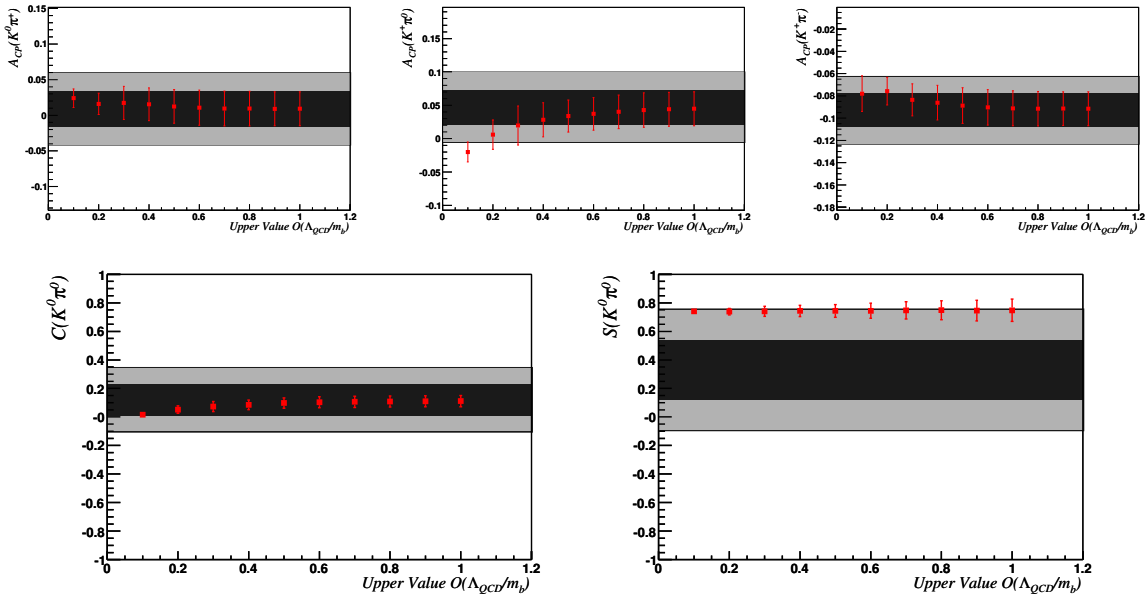 A_CP(K⁰π⁺)
0.15
0.1
0.05
0
-0.05
-0.1
0 0.2 0.4 0.6 0.8 1 1.2
Upper Value O(Λ_QCD/m_b)
A_CP(K⁺π⁰)
0.15
0.1
0.05
0
-0.05
-0.1
0 0.2 0.4 0.6 0.8 1 1.2
Upper Value O(Λ_QCD/m_b)
A_CP(K⁺π)
-0.02
-0.04
-0.06
-0.08
-0.1
-0.12
-0.14
-0.16
-0.18
0 0.2 0.4 0.6 0.8 1 1.2
Upper Value O(Λ_QCD/m_b)
C(K⁰π⁰)
1
0.8
0.6
0.4
0.2
-0
-0.2
-0.4
-0.6
-0.8
-1
0 0.2 0.4 0.6 0.8 1 1.2
Upper Value O(Λ_QCD/m_b)
S(K⁰π⁰)
1
0.8
0.6
0.4
0.2
-0
-0.2
-0.4
-0.6
-0.8
-1
0 0.2 0.4 0.6 0.8 1 1.2
Upper Value O(Λ_QCD/m_b)